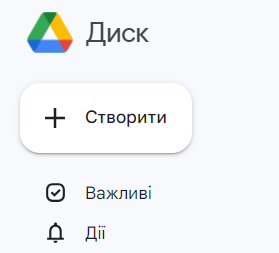 Диск
Створити
Важливі
Дії